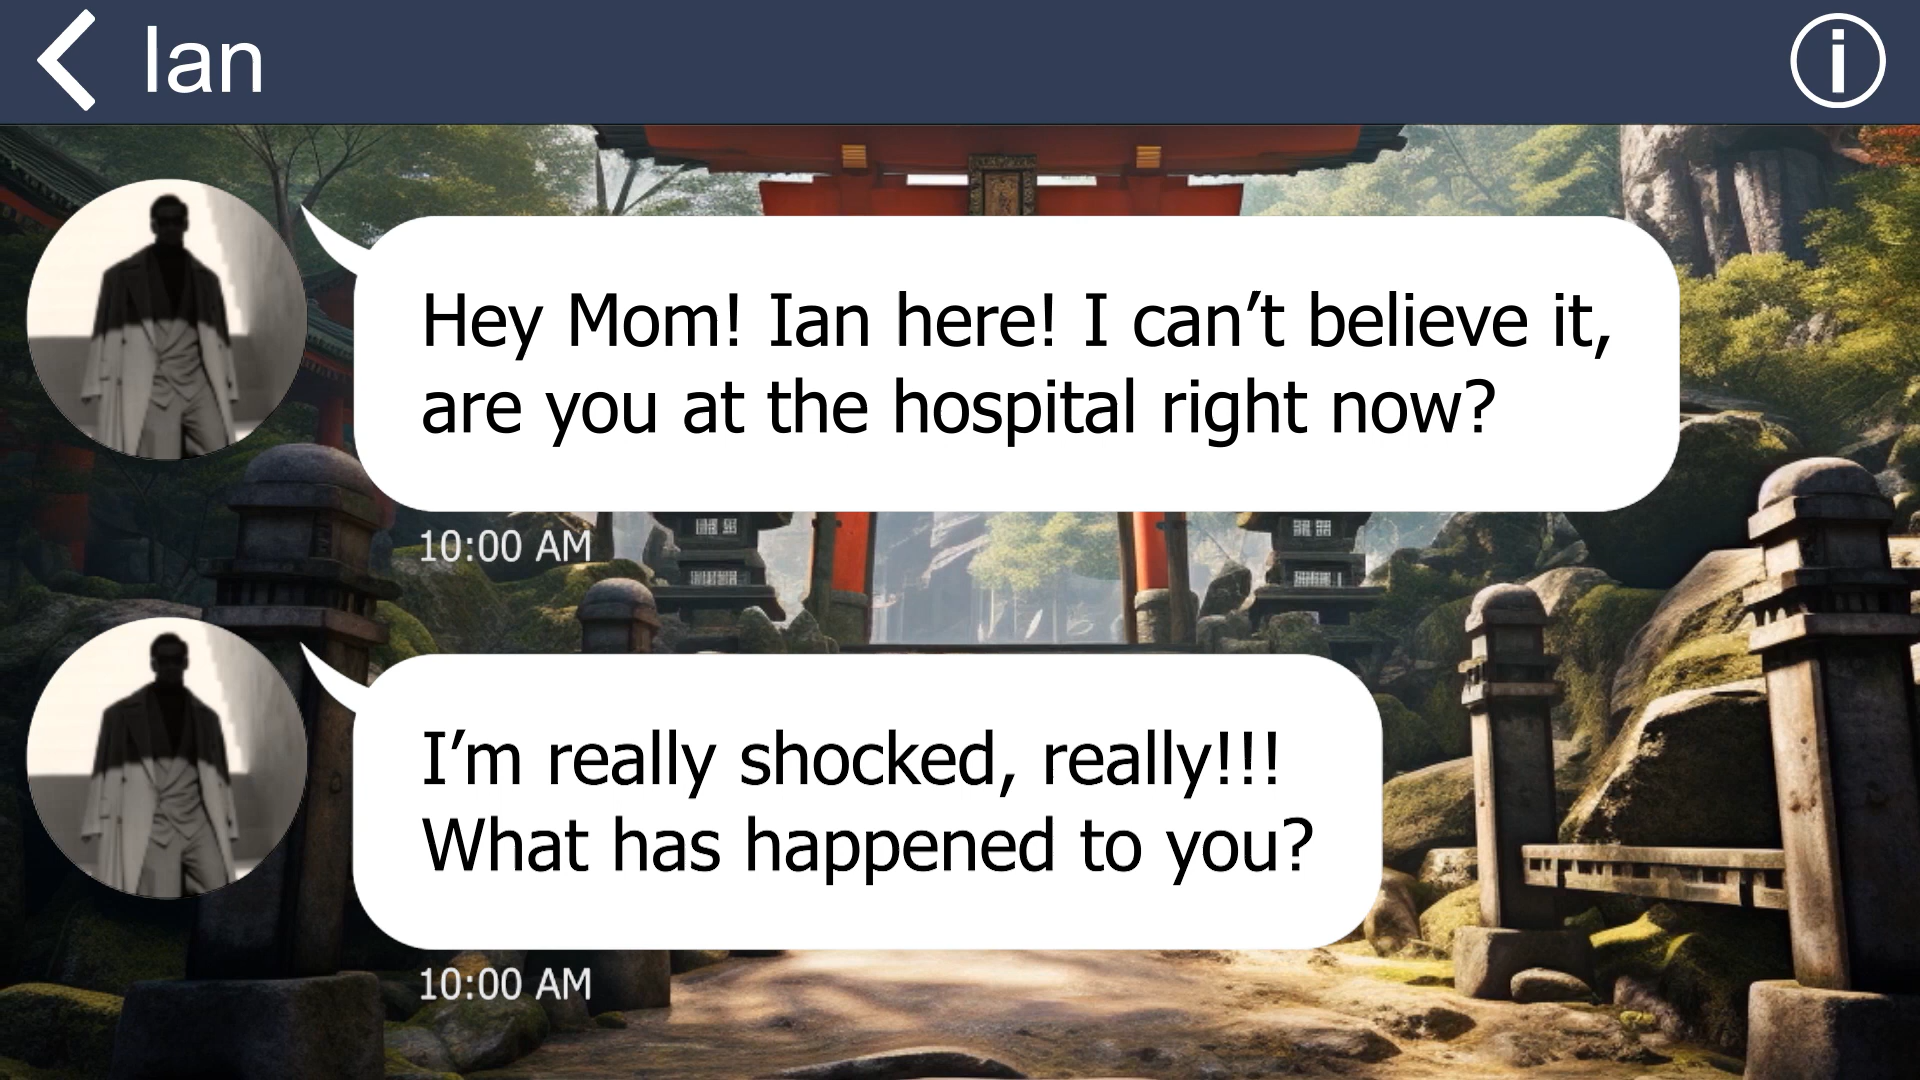 Ian
Hey Mom! Ian here! I can’t believe it,
are you at the hospital right now?
10:00 AM
I’m really shocked, really!!!
What has happened to you?
10:00 AM